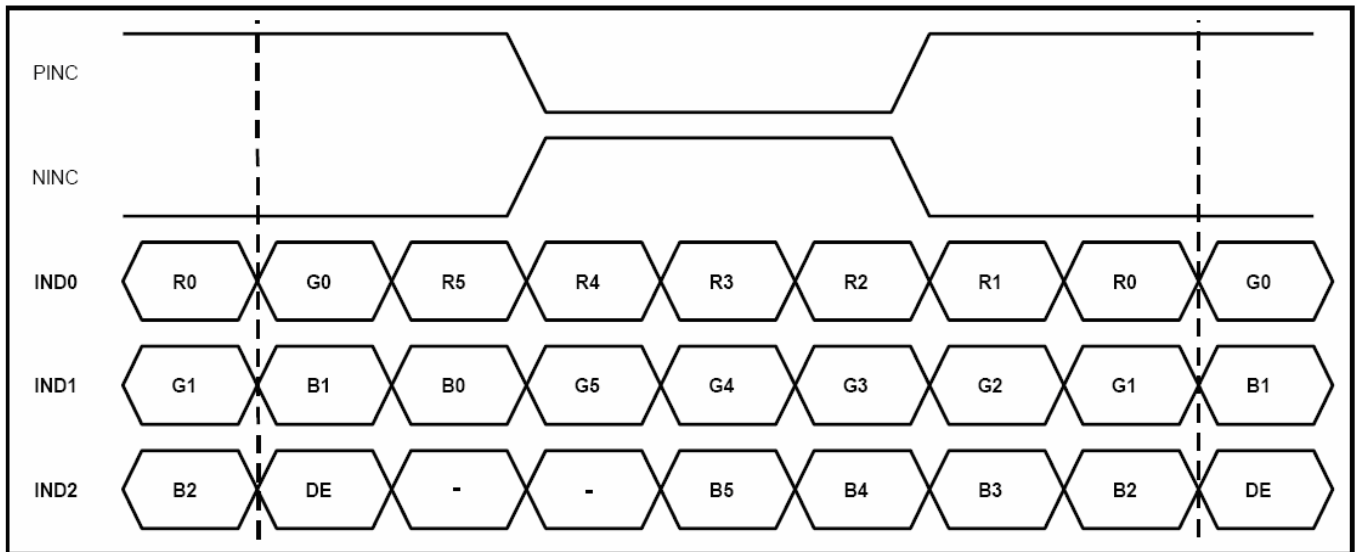 PINC
NINC
IND0 R0 G0 R5 R4 R3 R2 R1 R0 G0
IND1 G1 B1 B0 G5 G4 G3 G2 G1 B1
IND2 B2 DE - - B5 B4 B3 B2 DE